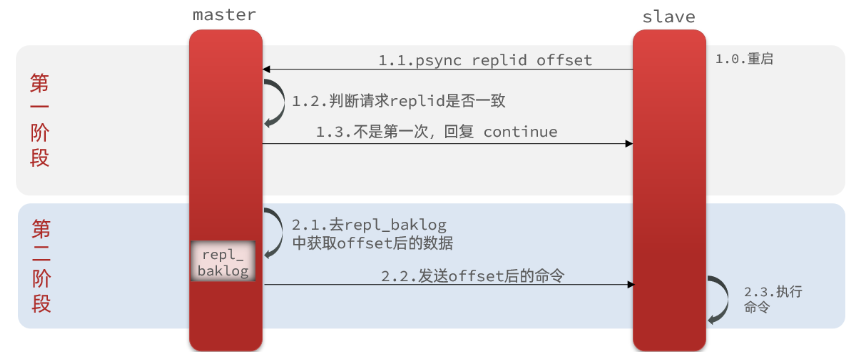 master
slave
第一阶段
1.0.重启
1.1.psync replid offset
1.2.判断请求replid是否一致
1.3.不是第一次，回复 continue
第二阶段
2.1.去repl_baklog
中获取offset后的数据
repl_
baklog
2.2.发送offset后的命令
2.3.执行
命令